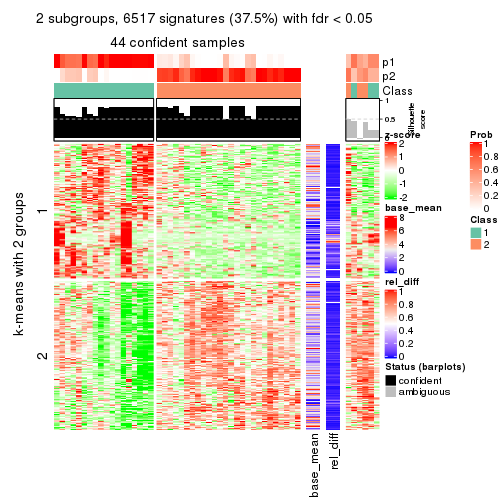 2 subgroups, 6517 signatures (37.5%) with fdr < 0.05
44 confident samples
p1
p2
Class
1
0.5
0
Silhouette
score
k-means with 2 groups
1
2
base_mean
rel_diff
z-score
2
1
0
-1
-2
base_mean
8
6
4
2
0
rel_diff
1
0.8
0.6
0.4
0.2
0
Status (barplots)
confident
ambiguous
Prob
1
0.8
0.6
0.4
0.2
0
Class
1
2